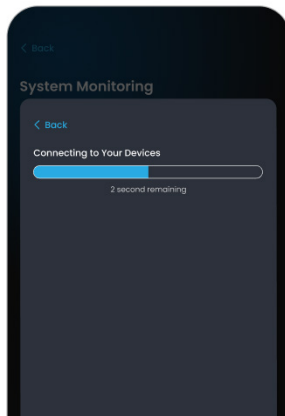 Back
System Monitoring
Back
Connecting to Your Devices
2 second remaining